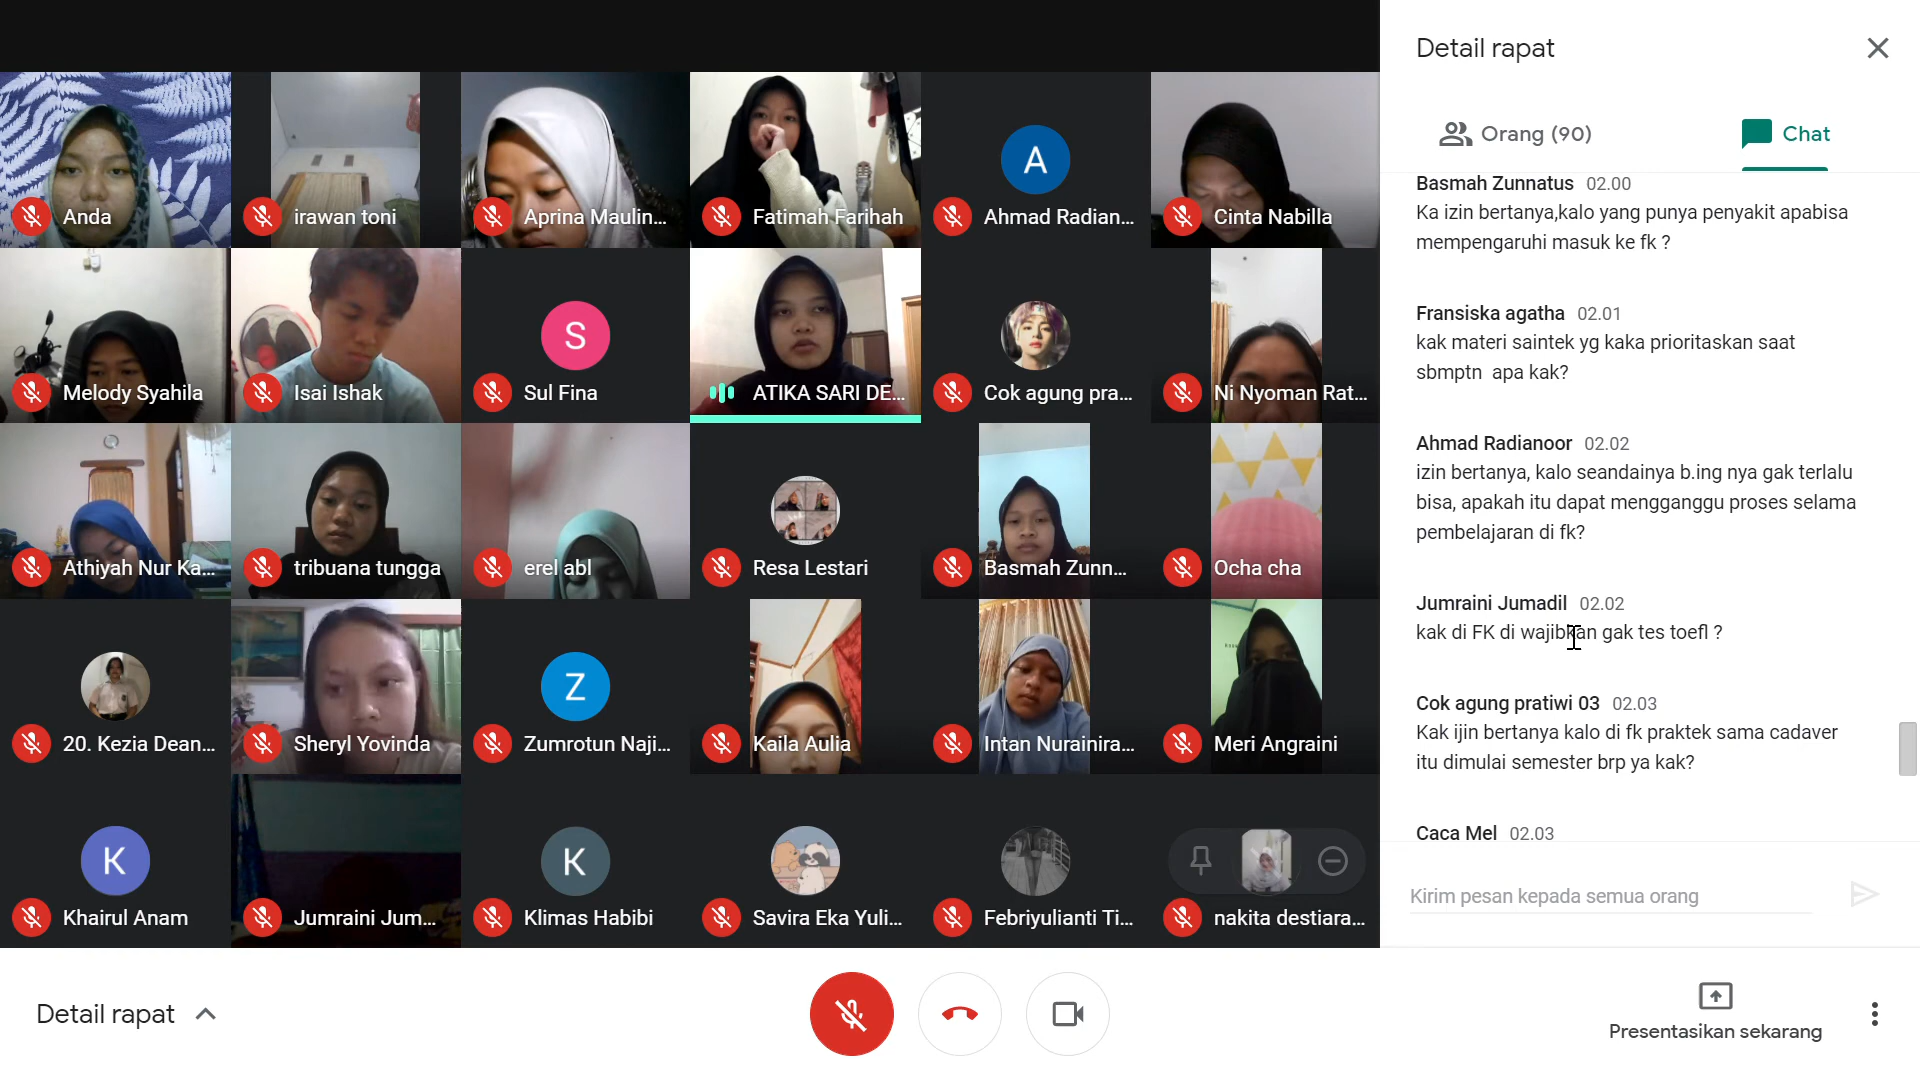 Anda
irawan toni
Aprina Maulin...
Fatimah Farihah
A
Ahmad Radian...
Cinta Nabilla
Melody Syahila
Isai Ishak
S
Sul Fina
ATIKA SARI DE...
Cok agung pra...
Ni Nyoman Rat...
Athiyah Nur Ka...
tribuana tungga
erel abl
Resa Lestari
Basmah Zunn...
Ocha cha
20. Kezia Dean...
Sheryl Yovinda
Z
Zumrotun Naji...
Kaila Aulia
Intan Nurainira...
Meri Angraini
K
Khairul Anam
Jumraini Jum...
K
Klimas Habibi
Savira Eka Yuli...
Febriyulianti Ti...
nakita destiara...
Detail rapat
Orang (90)
Chat
Basmah Zunnatus 02.00
Ka izin bertanya,kalo yang punya penyakit apabisa
mempengaruhi masuk ke fk ?
Fransiska agatha 02.01
kak materi saintek yg kaka prioritaskan saat
sbmptn apa kak?
Ahmad Radianoor 02.02
izin bertanya, kalo seandainya b.ing nya gak terlalu
bisa, apakah itu dapat mengganggu proses selama
pembelajaran di fk?
Jumraini Jumadil 02.02
kak di FK di wajibkan gak tes toefl ?
Cok agung pratiwi 03 02.03
Kak ijin bertanya kalo di fk praktek sama cadaver
itu dimulai semester brp ya kak?
Caca Mel 02.03
Kirim pesan kepada semua orang
Detail rapat
Presentasikan sekarang